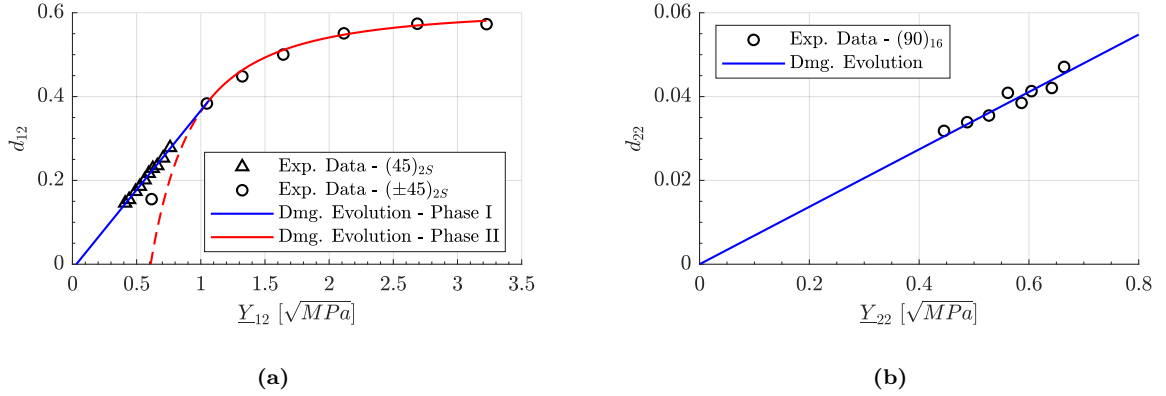 0.6
0.4
0.2
0
d12
0
0.5
1
1.5
2
2.5
3
3.5
Y12 [√MPa]
Exp. Data - (45)2S
Exp. Data - (±45)2S
Dmg. Evolution - Phase I
Dmg. Evolution - Phase II
(a)
0.06
0.04
0.02
0
d22
0
0.2
0.4
0.6
0.8
Y22 [√MPa]
Exp. Data - (90)16
Dmg. Evolution
(b)